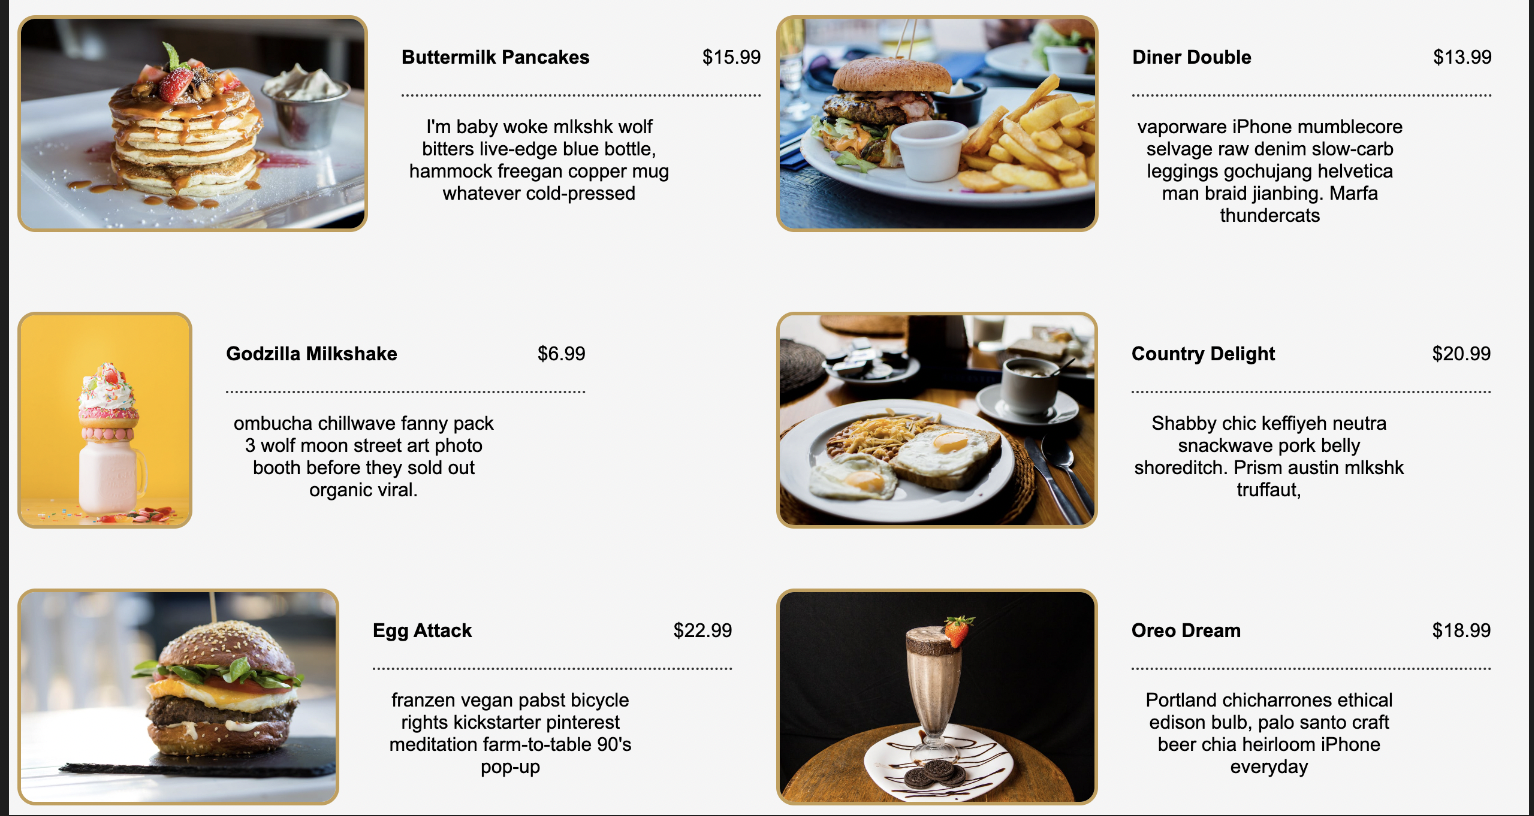 Buttermilk Pancakes $15.99
I'm baby woke mlkshk wolf
bitters live-edge blue bottle,
hammock freegan copper mug
whatever cold-pressed
Diner Double $13.99
vaporware iPhone mumblecore
selvage raw denim slow-carb
leggings gochujang helvetica
man braid jianbing. Marfa
thundercats
Godzilla Milkshake $6.99
ombucha chillwave fanny pack
3 wolf moon street art photo
booth before they sold out
organic viral.
Country Delight $20.99
Shabby chic keffiyeh neutra
snackwave pork belly
shoreditch. Prism austin mlkshk
truffaut,
Egg Attack $22.99
franzen vegan pabst bicycle
rights kickstarter pinterest
meditation farm-to-table 90's
pop-up
Oreo Dream $18.99
Portland chicharrones ethical
edison bulb, palo santo craft
beer chia heirloom iPhone
everyday